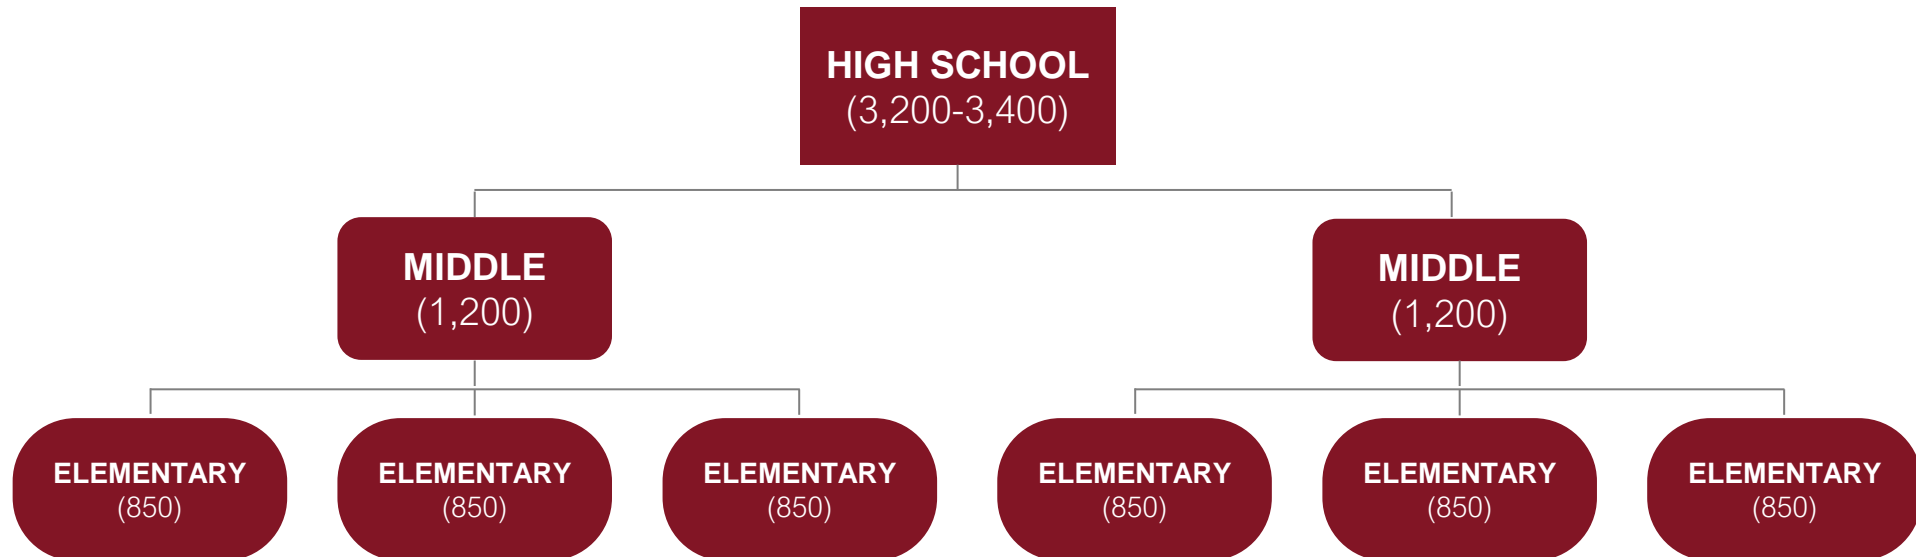 HIGH SCHOOL
(3,200-3,400)
MIDDLE
(1,200)
MIDDLE
(1,200)
ELEMENTARY
(850)
ELEMENTARY
(850)
ELEMENTARY
(850)
ELEMENTARY
(850)
ELEMENTARY
(850)
ELEMENTARY
(850)